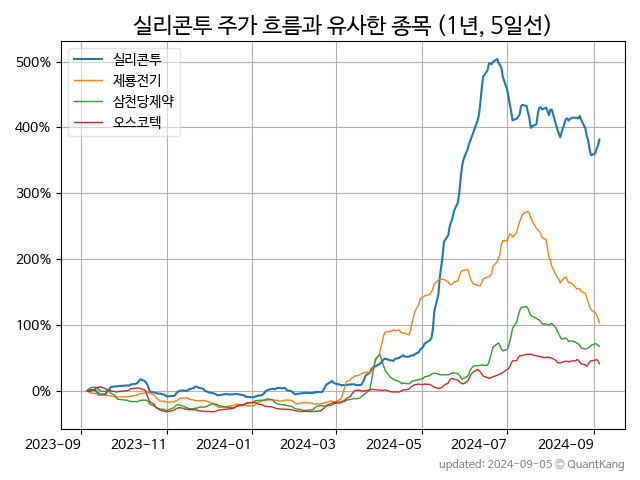 실리콘투 주가 흐름과 유사한 종목 (1년, 5일선)
500%
400%
300%
200%
100%
0%
실리콘투
제룡전기
삼천당제약
오스코텍
2023-09 2023-11 2024-01 2024-03 2024-05 2024-07 2024-09
updated: 2024-09-05 @ QuantKang